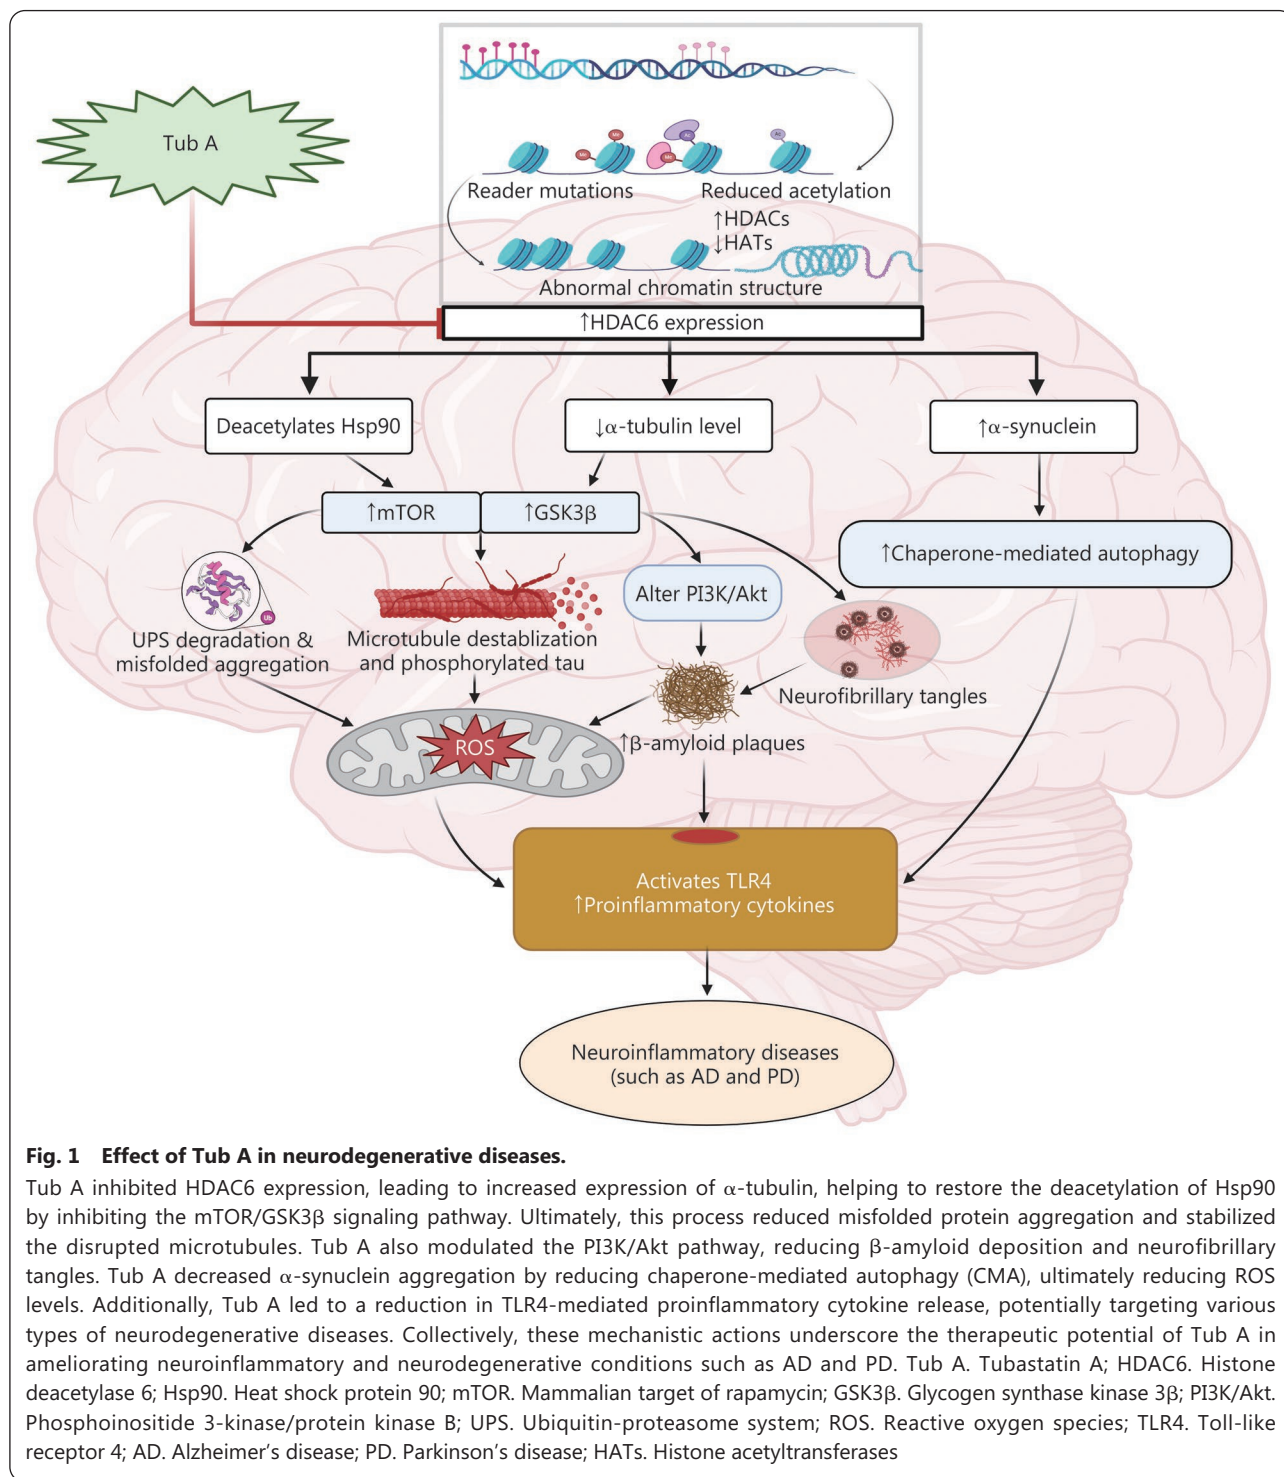 Tub A
Me
Me
Me
Ac
Ac
Reader mutations
Reduced acetylation
↑HDACs
↓HATs
Abnormal chromatin structure
↑HDAC6 expression
Deacetylates Hsp90
↓α-tubulin level
↑α-synuclein
↑mTOR
↑GSK3β
↑Chaperone-mediated autophagy
Alter PI3K/Akt
Ub
UPS degradation &
misfolded aggregation
Microtubule destablization
and phosphorylated tau
Neurofibrillary tangles
ROS
↑β-amyloid plaques
Activates TLR4
↑Proinflammatory cytokines
Neuroinflammatory diseases
(such as AD and PD)
Fig. 1 Effect of Tub A in neurodegenerative diseases.
Tub A inhibited HDAC6 expression, leading to increased expression of α-tubulin, helping to restore the deacetylation of Hsp90
by inhibiting the mTOR/GSK3β signaling pathway. Ultimately, this process reduced misfolded protein aggregation and stabilized
the disrupted microtubules. Tub A also modulated the PI3K/Akt pathway, reducing β-amyloid deposition and neurofibrillary
tangles. Tub A decreased α-synuclein aggregation by reducing chaperone-mediated autophagy (CMA), ultimately reducing ROS
levels. Additionally, Tub A led to a reduction in TLR4-mediated proinflammatory cytokine release, potentially targeting various
types of neurodegenerative diseases. Collectively, these mechanistic actions underscore the therapeutic potential of Tub A in
ameliorating neuroinflammatory and neurodegenerative conditions such as AD and PD. Tub A. Tubastatin A; HDAC6. Histone
deacetylase 6; Hsp90. Heat shock protein 90; mTOR. Mammalian target of rapamycin; GSK3β. Glycogen synthase kinase 3β; PI3K/Akt.
Phosphoinositide 3-kinase/protein kinase B; UPS. Ubiquitin-proteasome system; ROS. Reactive oxygen species; TLR4. Toll-like
receptor 4; AD. Alzheimer's disease; PD. Parkinson's disease; HATs. Histone acetyltransferases